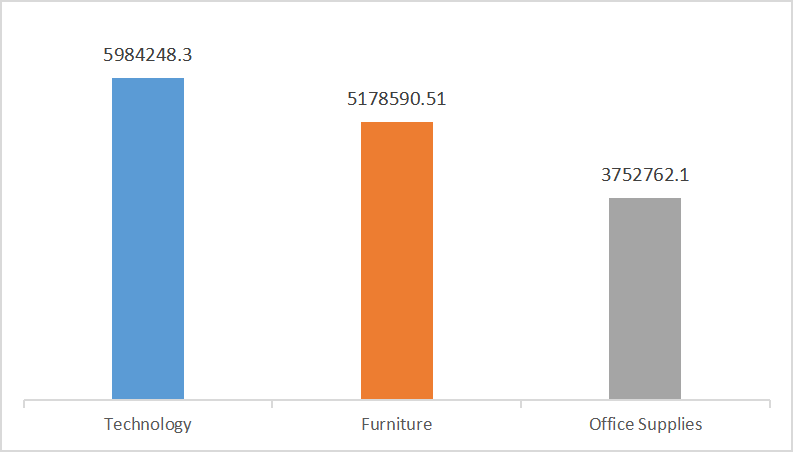 5984248.3
5178590.51
3752762.1
Technology
Furniture
Office Supplies